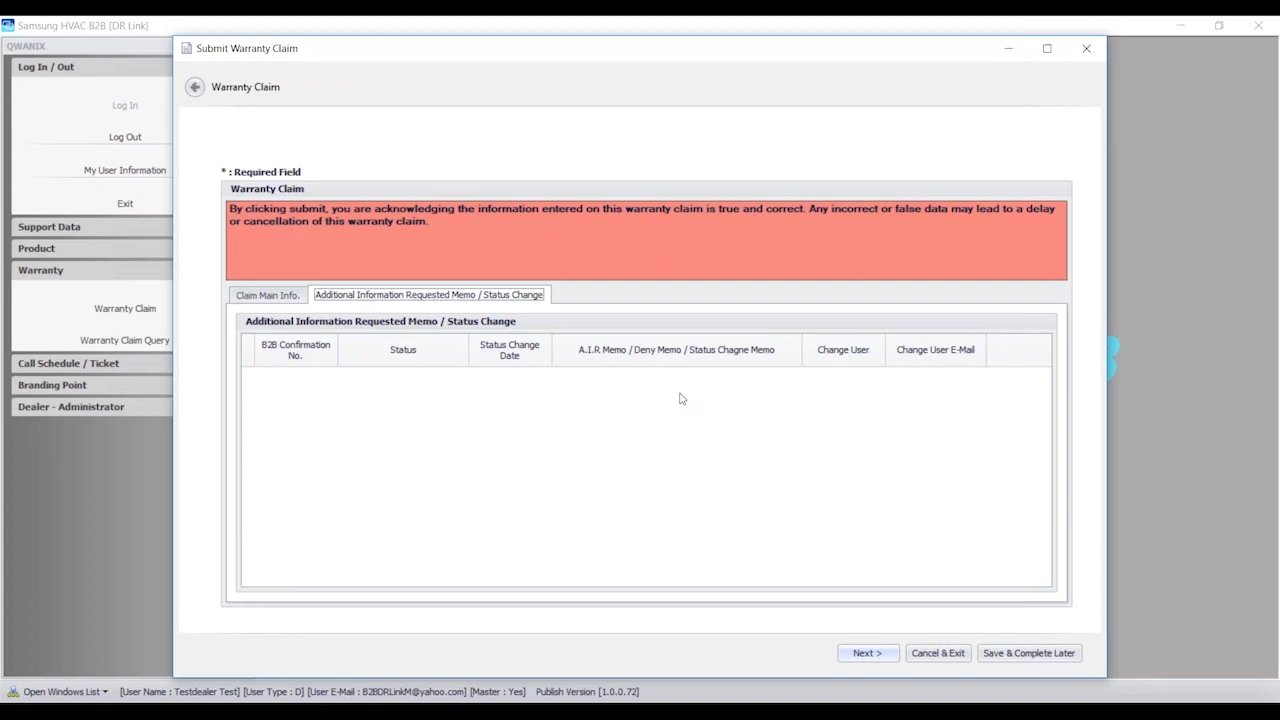 Samsung HVAC B2B [DR Link]
QWANIX
Log In / Out
Log In
Log Out
My User Information
Exit
Support Data
Product
Warranty
Warranty Claim
Warranty Claim Query
Call Schedule / Ticket
Branding Point
Dealer - Administrator
Submit Warranty Claim
Warranty Claim
* : Required Field
Warranty Claim
By clicking submit, you are acknowledging the information entered on this warranty claim is true and correct. Any incorrect or false data may lead to a delay
or cancellation of this warranty claim.
Claim Main Info.
Additional Information Requested Memo / Status Change
Additional Information Requested Memo / Status Change
B2B Confirmation
No.
Status
Status Change
Date
A.I.R Memo / Deny Memo / Status Chagne Memo
Change User
Change User E-Mail
Next >
Cancel & Exit
Save & Complete Later
Open Windows List
[User Name : Testdealer Test] [User Type : D] [User E-Mail : B2BDRLinkM@yahoo.com] [Master : Yes]
Publish Version [1.0.0.72]